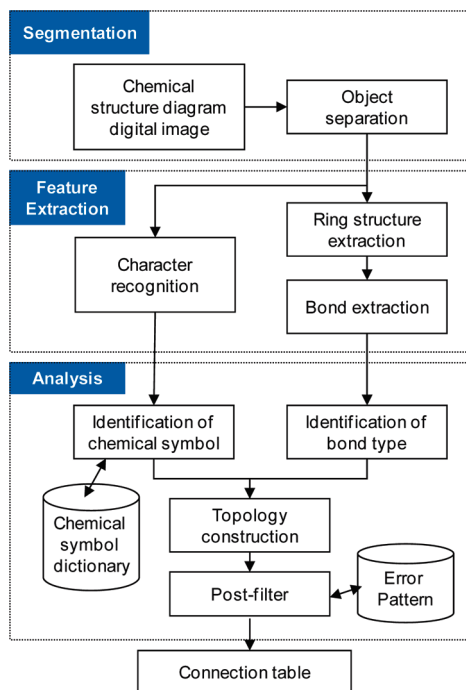 Segmentation
Chemical
structure diagram
digital image
Object
separation
Feature
Extraction
Ring structure
extraction
Character
recognition
Bond extraction
Analysis
Identification of
chemical symbol
Identification of
bond type
Chemical
symbol
dictionary
Topology
construction
Post-filter
Error
Pattern
Connection table